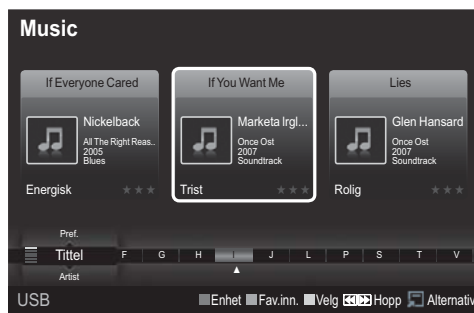 Music
If Everyone Cared
Nickelback
All The Right Reas..
2005
Blues
Energisk
If You Want Me
Marketa Irgl...
Once Ost
2007
Soundtrack
Trist
Lies
Glen Hansard
Once Ost
2007
Soundtrack
Rolig
Pref.
Tittel F G H I J L P S T V
Artist
USB Enhet Fav.inn. Velg Hopp Alternativ